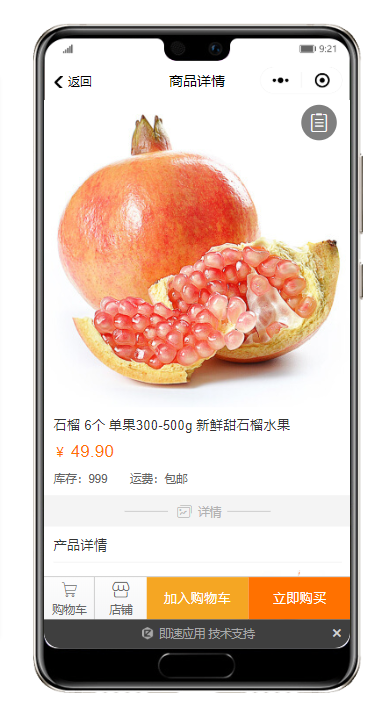 9:21
返回 商品详情
石榴 6个 单果300-500g 新鲜甜石榴水果
¥ 49.90
库存: 999 运费: 包邮
详情
产品详情
购物车 店铺 加入购物车 立即购买
即速应用 技术支持 ×